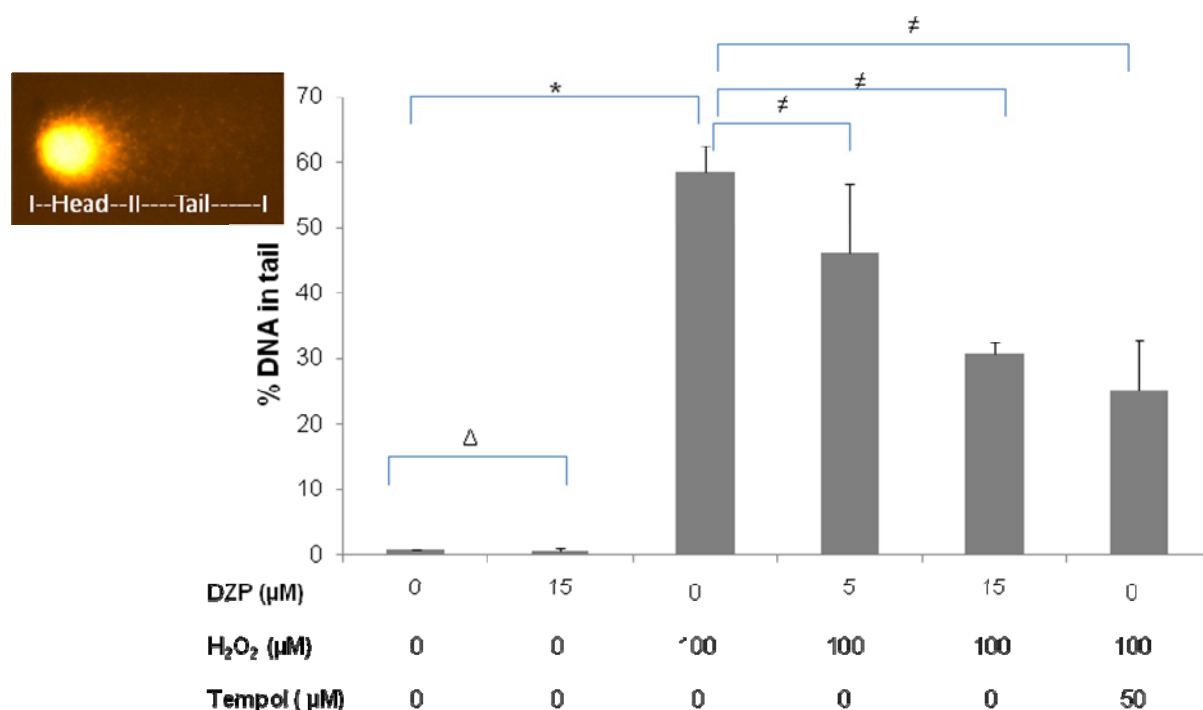 ≠
≠
*
≠
70
60
I--Head--II----Tail------I
50
% DNA in tail
40
30
20
Δ
10
0
DZP (µM) 0 15 0 5 15 0
H₂O₂ (µM) 0 0 100 100 100 100
Tempol ( µM) 0 0 0 0 0 50